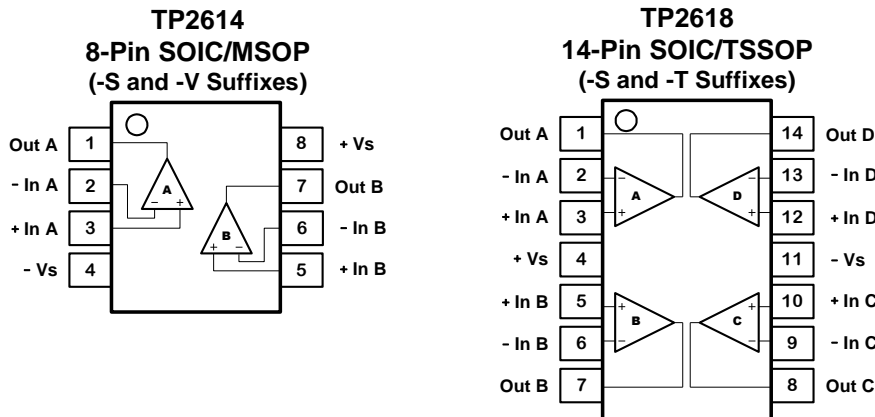 TP2614
8-Pin SOIC/MSOP
(-S and -V Suffixes)
Out A 1 8 + Vs
- In A 2 A 7 Out B
- +
+ In A 3 B 6 - In B
+ -
- Vs 4 5 + In B
TP2618
14-Pin SOIC/TSSOP
(-S and -T Suffixes)
Out A 1 14 Out D
- In A 2 - - 13 - In D
A D
+ In A 3 + + 12 + In D
+ Vs 4 11 - Vs
+ In B 5 + + 10 + In C
B C
- In B 6 - - 9 - In C
Out B 7 8 Out C